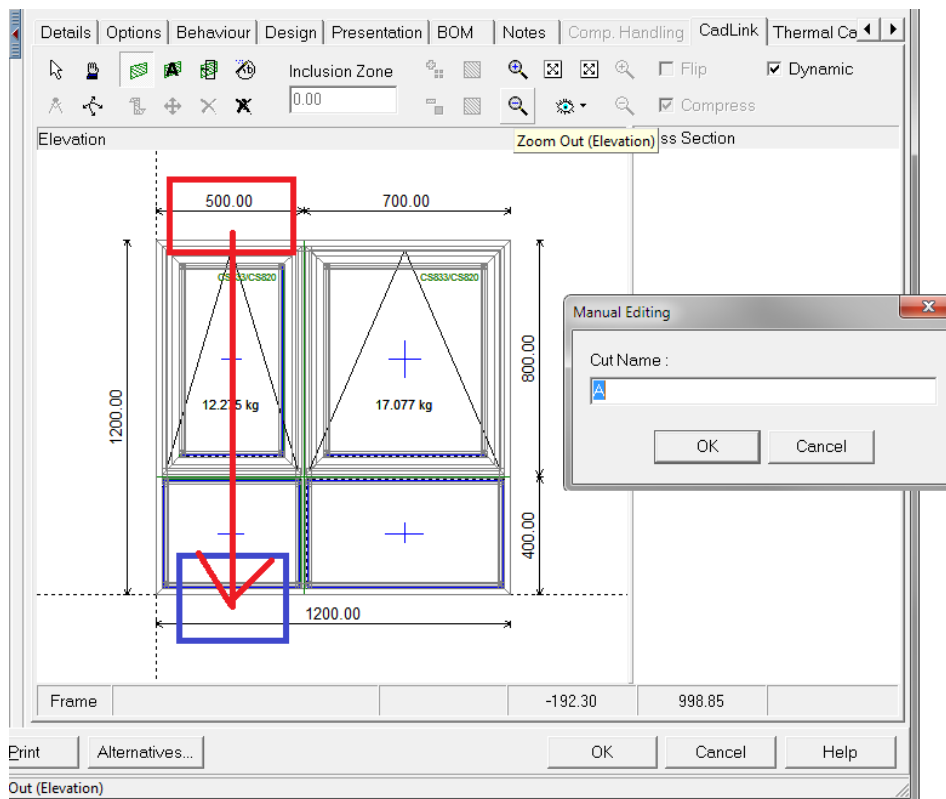 Details Options Behaviour Design Presentation BOM Notes Comp. Handling CadLink Thermal Ca
Inclusion Zone
Flip
Dynamic
0.00
Compress
Elevation
Zoom Out (Elevation)
ss Section
500.00
700.00
CS833/CS820
800.00
Manual Editing
Cut Name :
A
OK
Cancel
12.275 kg
17.077 kg
1200.00
400.00
1200.00
Frame
-192.30
998.85
Print
Alternatives...
OK
Cancel
Help
Out (Elevation)